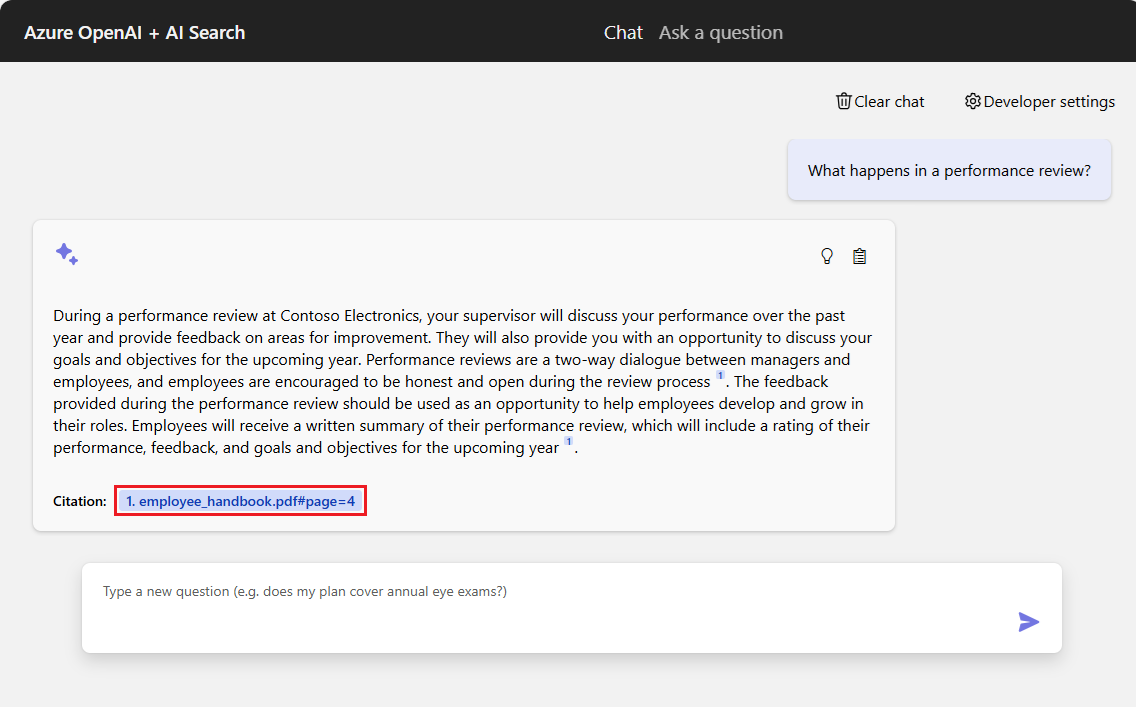 Azure OpenAI + AI Search
Chat Ask a question
Clear chat Developer settings
What happens in a performance review?
During a performance review at Contoso Electronics, your supervisor will discuss your performance over the past
year and provide feedback on areas for improvement. They will also provide you with an opportunity to discuss your
goals and objectives for the upcoming year. Performance reviews are a two-way dialogue between managers and
employees, and employees are encouraged to be honest and open during the review process 1. The feedback
provided during the performance review should be used as an opportunity to help employees develop and grow in
their roles. Employees will receive a written summary of their performance review, which will include a rating of their
performance, feedback, and goals and objectives for the upcoming year 1.
Citation: 1. employee_handbook.pdf#page=4
Type a new question (e.g. does my plan cover annual eye exams?)